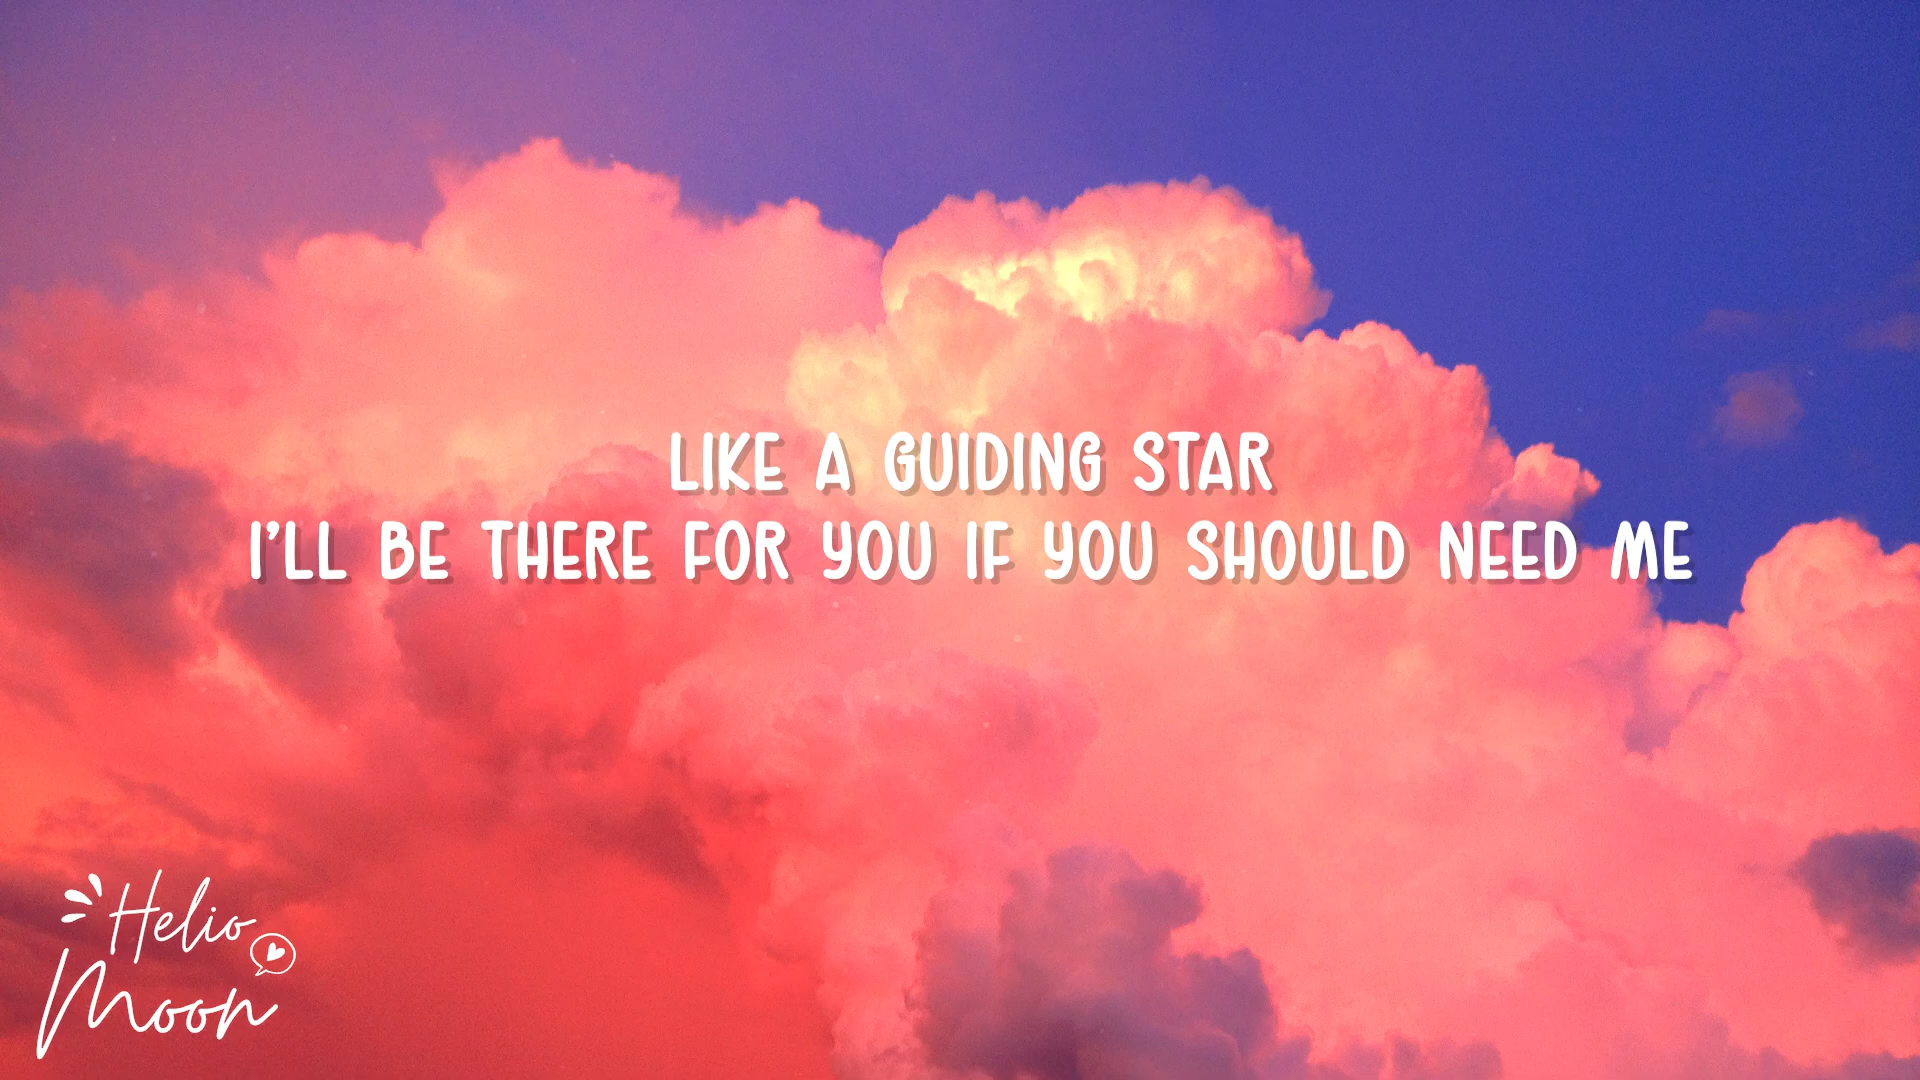 LIKE A GUIDING STAR
I'LL BE THERE FOR YOU IF YOU SHOULD NEED ME
Helio
Moon